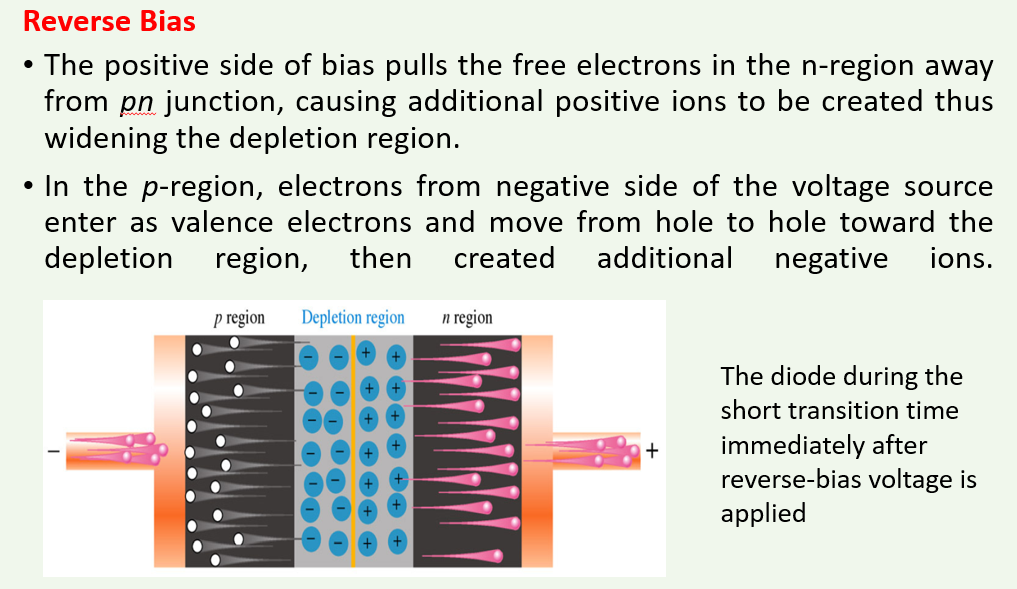 Reverse Bias
• The positive side of bias pulls the free electrons in the n-region away
from pn junction, causing additional positive ions to be created thus
widening the depletion region.
• In the p-region, electrons from negative side of the voltage source
enter as valence electrons and move from hole to hole toward the
depletion region, then created additional negative ions.
p region Depletion region n region
The diode during the
short transition time
immediately after
reverse-bias voltage is
applied
− +